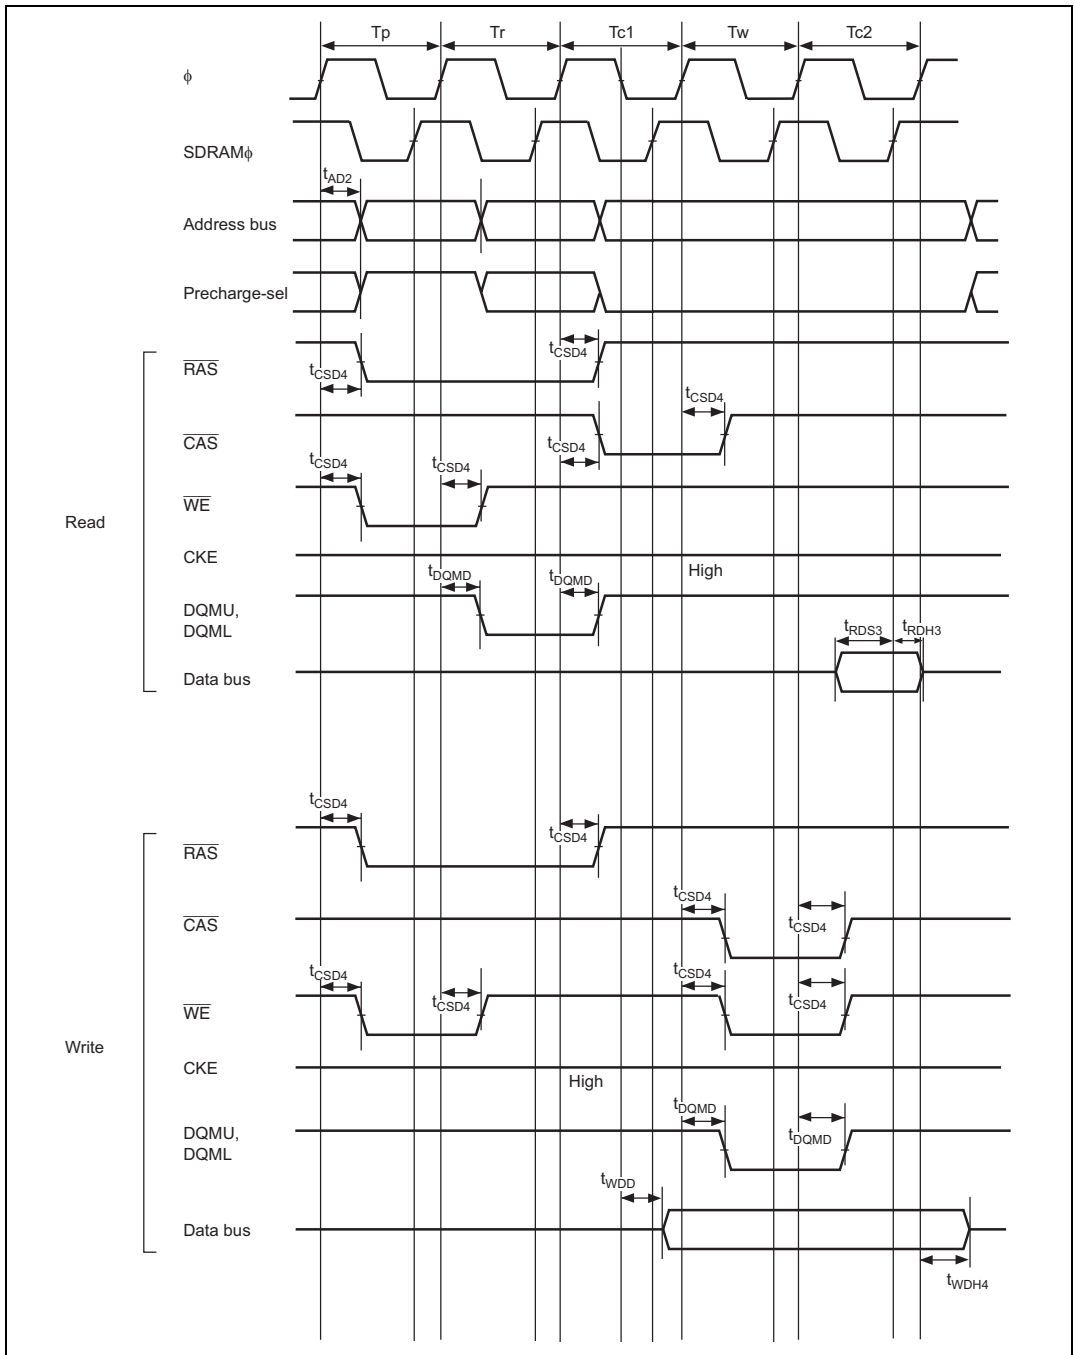 Tp Tr Tc1 Tw Tc2
ϕ
SDRAMϕ
tAD2
Address bus
Precharge-sel
tCSD4
RAS
tCSD4
tCSD4
CAS
tCSD4
tCSD4 tCSD4
WE
Read
CKE
High
tDQMD tDQMD
DQMU,
DQML
tRDS3 tRDH3
Data bus
tCSD4
tCSD4
RAS
tCSD4
CAS
tCSD4
tCSD4 tCSD4
WE
tCSD4 tCSD4
Write
CKE
High
tDQMD
DQMU,
DQML
tDQMD
tWDD
Data bus
tWDH4